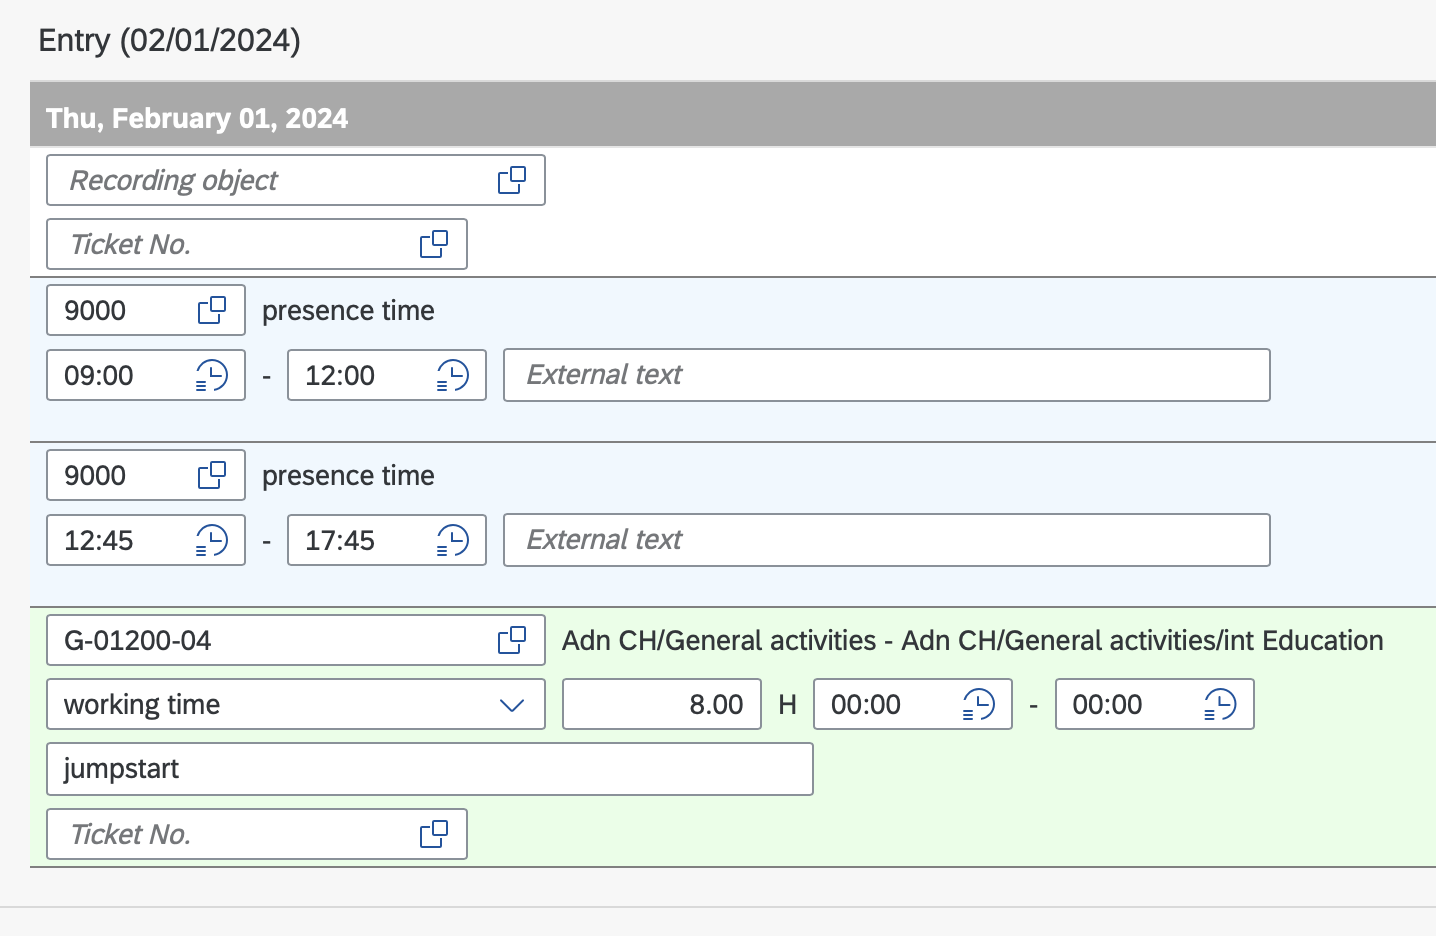 Entry (02/01/2024)
Thu, February 01, 2024
Recording object
Ticket No.
9000 presence time
09:00 - 12:00 External text
9000 presence time
12:45 - 17:45 External text
G-01200-04 Adn CH/General activities - Adn CH/General activities/int Education
working time 8.00 H 00:00 - 00:00
jumpstart
Ticket No.